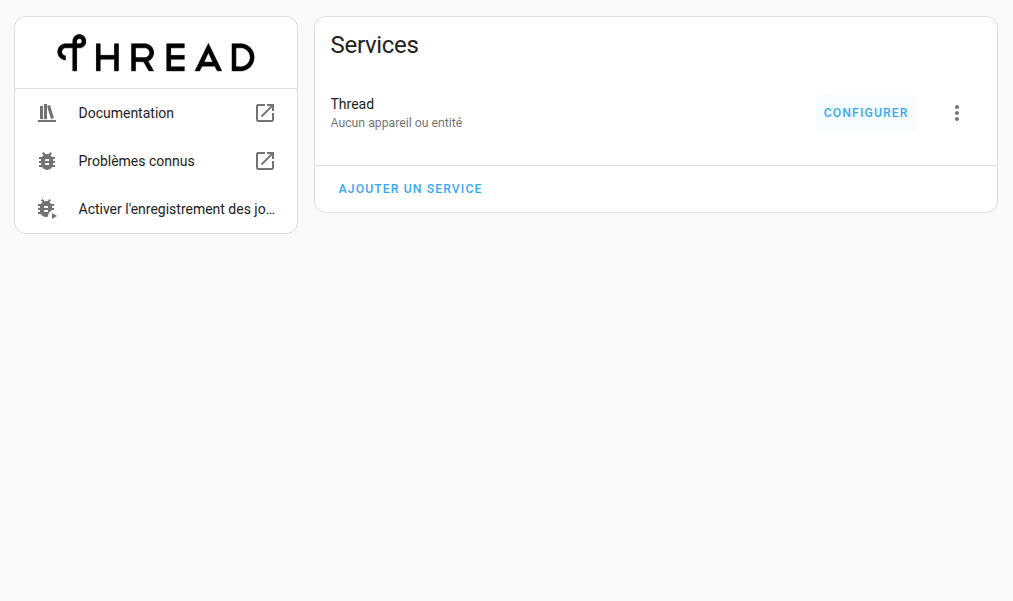 THREAD
Documentation
Problèmes connus
Activer l'enregistrement des jo…
Services
Thread
Aucun appareil ou entité
CONFIGURER
AJOUTER UN SERVICE